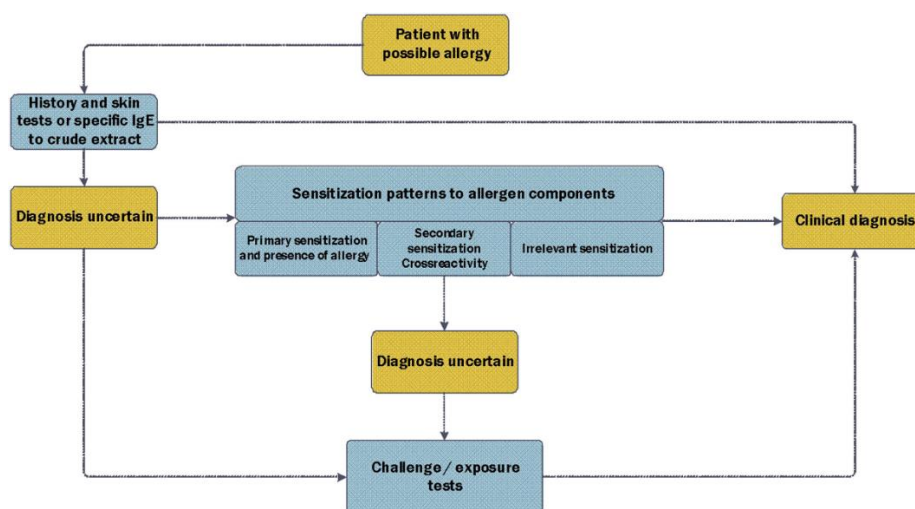 Patient with
possible allergy
History and skin
tests or specific IgE
to crude extract
Diagnosis uncertain
Sensitization patterns to allergen components
Primary sensitization
and presence of allergy
Secondary
sensitization
Crossreactivity
Irrelevant sensitization
Clinical diagnosis
Diagnosis uncertain
Challenge / exposure
tests